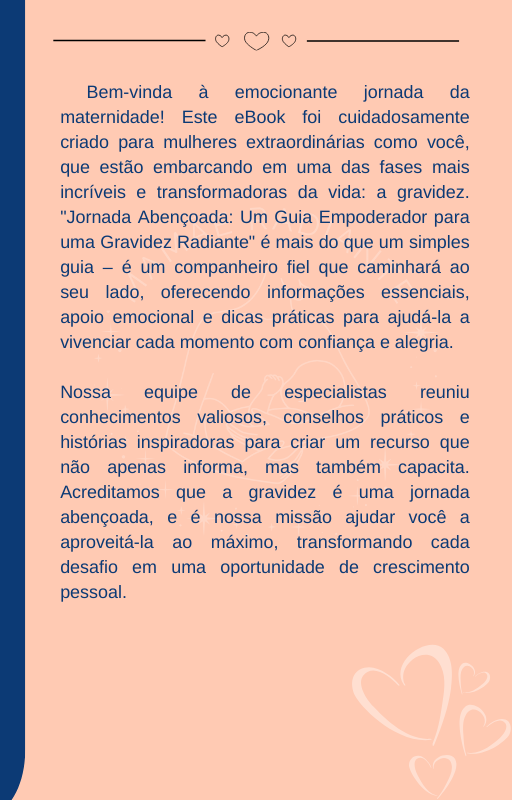 Bem-vinda à emocionante jornada da
maternidade! Este eBook foi cuidadosamente
criado para mulheres extraordinárias como você,
que estão embarcando em uma das fases mais
incríveis e transformadoras da vida: a gravidez.
"Jornada Abençoada: Um Guia Empoderador para
uma Gravidez Radiante" é mais do que um simples
guia – é um companheiro fiel que caminhará ao
seu lado, oferecendo informações essenciais,
apoio emocional e dicas práticas para ajudá-la a
vivenciar cada momento com confiança e alegria.
Nossa equipe de especialistas reuniu
conhecimentos valiosos, conselhos práticos e
histórias inspiradoras para criar um recurso que
não apenas informa, mas também capacita.
Acreditamos que a gravidez é uma jornada
abençoada, e é nossa missão ajudar você a
aproveitá-la ao máximo, transformando cada
desafio em uma oportunidade de crescimento
pessoal.